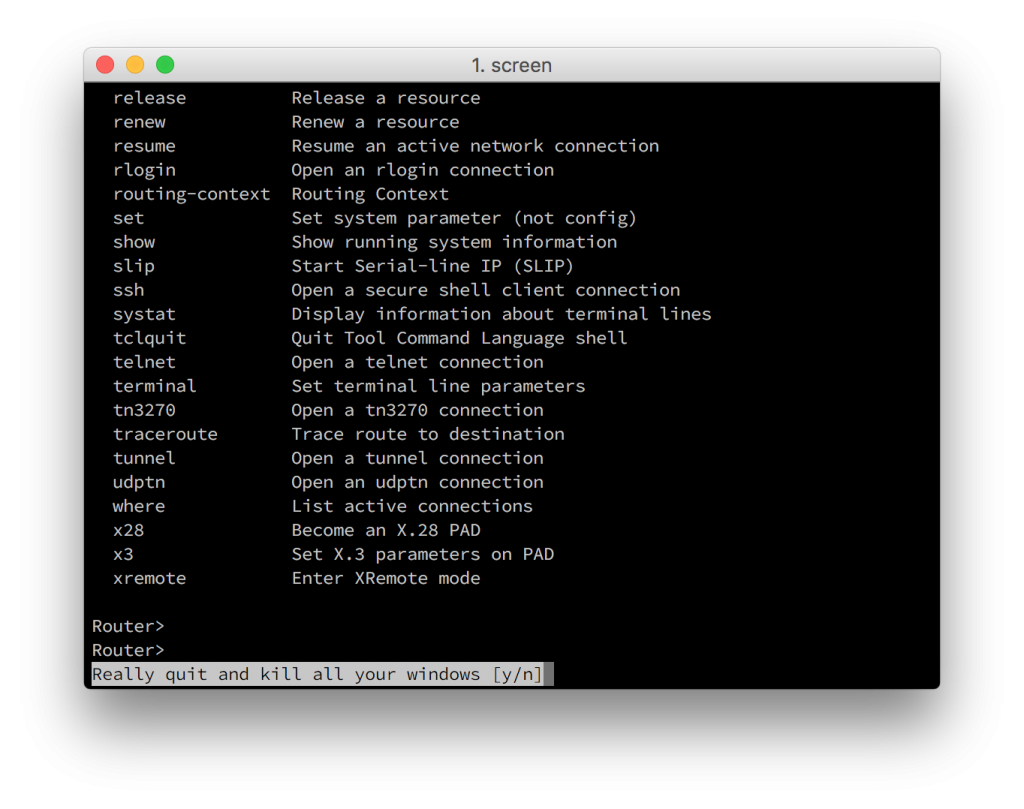 1. screen
release Release a resource
renew Renew a resource
resume Resume an active network connection
rlogin Open an rlogin connection
routing-context Routing Context
set Set system parameter (not config)
show Show running system information
slip Start Serial-line IP (SLIP)
ssh Open a secure shell client connection
systat Display information about terminal lines
tclquit Quit Tool Command Language shell
telnet Open a telnet connection
terminal Set terminal line parameters
tn3270 Open a tn3270 connection
traceroute Trace route to destination
tunnel Open a tunnel connection
udptn Open an udptn connection
where List active connections
x28 Become an X.28 PAD
x3 Set X.3 parameters on PAD
xremote Enter XRemote mode
Router>
Router>
Really quit and kill all your windows [y/n]